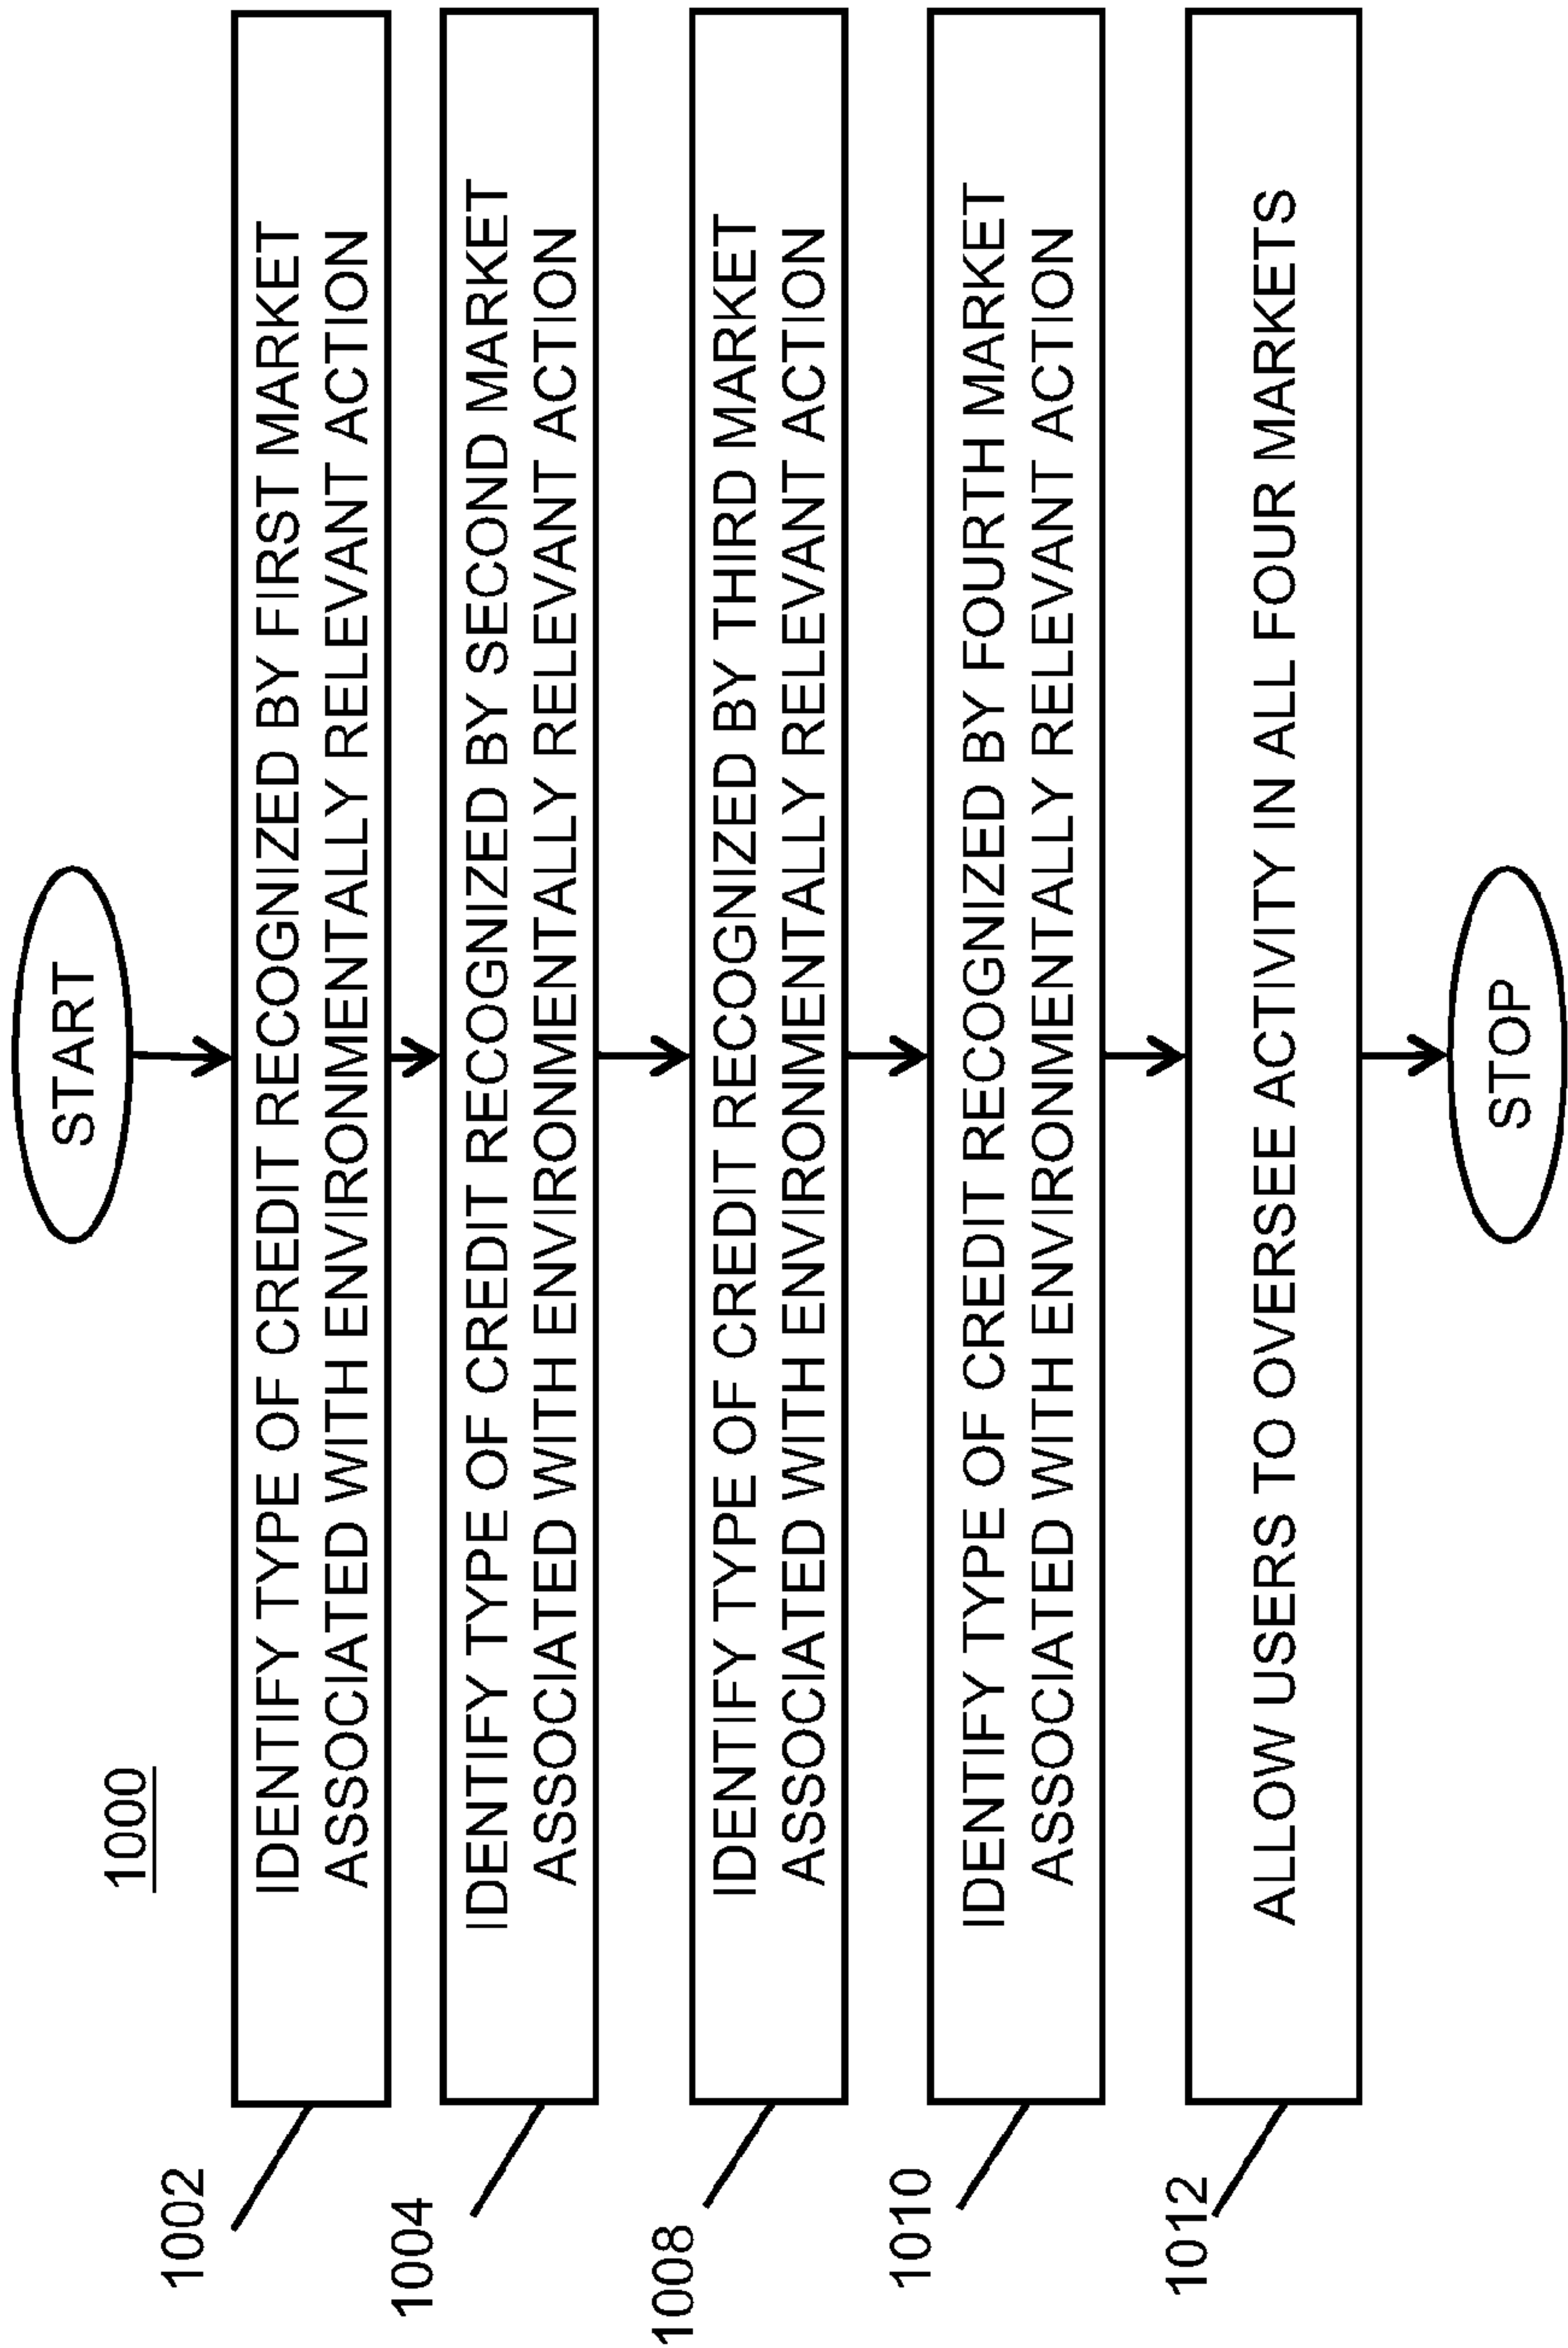 1000
START
1002
IDENTIFY TYPE OF CREDIT RECOGNIZED BY FIRST MARKET
ASSOCIATED WITH ENVIRONMENTALLY RELEVANT ACTION
1004
IDENTIFY TYPE OF CREDIT RECOGNIZED BY SECOND MARKET
ASSOCIATED WITH ENVIRONMENTALLY RELEVANT ACTION
1008
IDENTIFY TYPE OF CREDIT RECOGNIZED BY THIRD MARKET
ASSOCIATED WITH ENVIRONMENTALLY RELEVANT ACTION
1010
IDENTIFY TYPE OF CREDIT RECOGNIZED BY FOURTH MARKET
ASSOCIATED WITH ENVIRONMENTALLY RELEVANT ACTION
1012
ALLOW USERS TO OVERSEE ACTIVITY IN ALL FOUR MARKETS
STOP